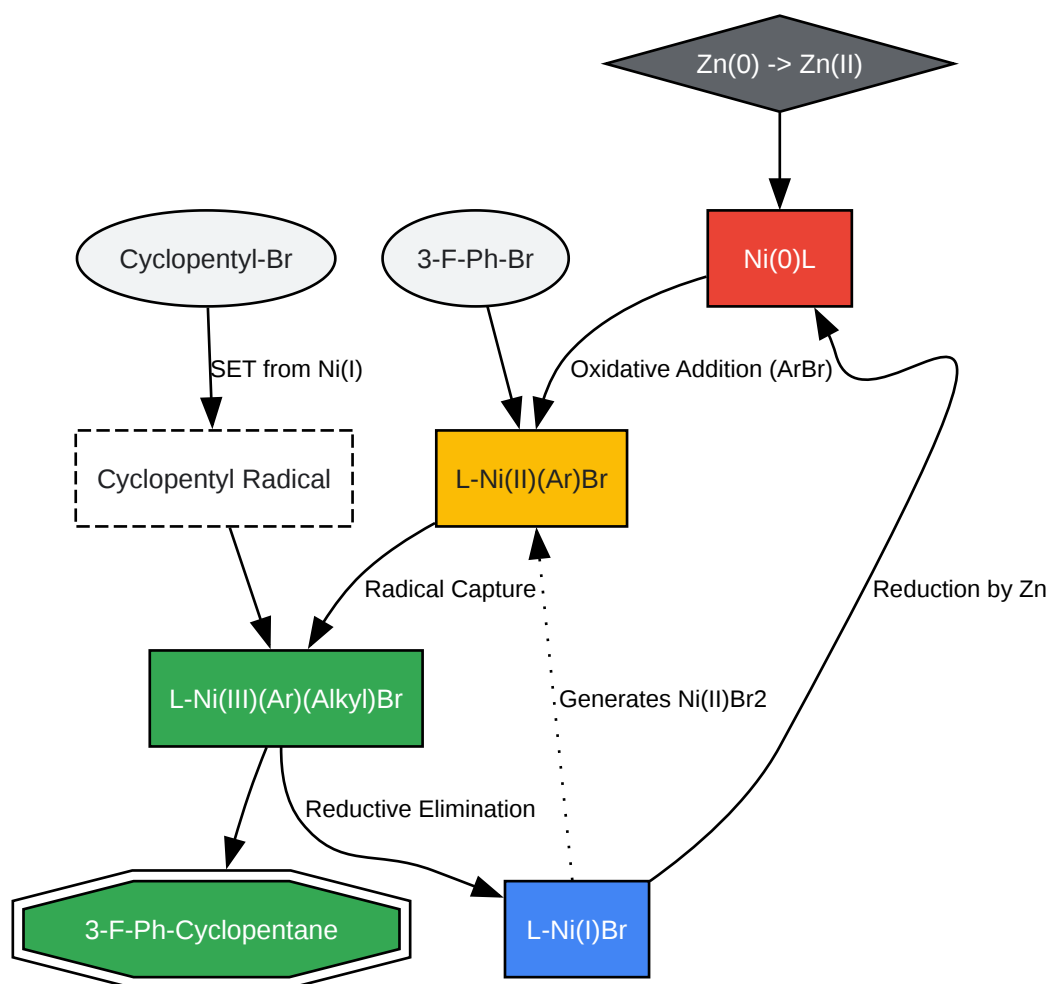 Zn(0) -> Zn(II)
Cyclopentyl-Br
3-F-Ph-Br
Ni(0)L
SET from Ni(I)
Oxidative Addition (ArBr)
Cyclopentyl Radical
L-Ni(II)(Ar)Br
Radical Capture
Reduction by Zn
L-Ni(III)(Ar)(Alkyl)Br
Generates Ni(II)Br2
Reductive Elimination
3-F-Ph-Cyclopentane
L-Ni(I)Br